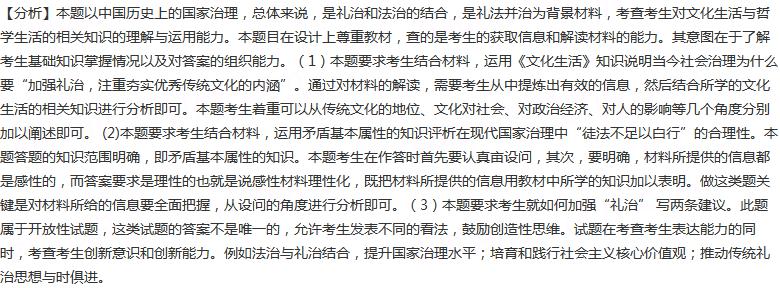 【分析】本题以中国历史上的国家治理，总体来说，是礼治和法治的结合，是礼法并治为背景材料，考查考生对文化生活与哲
学生活的相关知识的理解与运用能力。本题目在设计上尊重教材，查的是考生的获取信息和解读材料的能力。其意图在于了解
考生基础知识掌握情况以及对答案的组织能力。（1）本题要求考生结合材料，运用《文化生活》知识说明当今社会治理为什么
要“加强礼治，注重夯实优秀传统文化的内涵”。通过对材料的解读，需要考生从中提炼出有效的信息，然后结合所学的文化
生活的相关知识进行分析即可。本题考生着重可以从传统文化的地位、文化对社会、对政治经济、对人的影响等几个角度分别
加以阐述即可。 (2)本题要求考生结合材料，运用矛盾基本属性的知识评析在现代国家治理中“徒法不足以自行”的合理性。本
题答题的知识范围明确，即矛盾基本属性的知识。本题考生在作答时首先要认真审设问，其次，要明确，材料所提供的信息都
是感性的，而答案要求是理性的也就是说感性材料理性化，既把材料所提供的信息用教材中所学的知识加以表明。做这类题关
键是对材料所给的信息要全面把握，从设问的角度进行分析即可。（3）本题要求考生就如何加强“礼治” 写两条建议。此题
属于开放性试题，这类试题的答案不是唯一的，允许考生发表不同的看法，鼓励创造性思维。试题在考查考生表达能力的同
时，考查考生创新意识和创新能力。例如法治与礼治结合，提升国家治理水平；培育和践行社会主义核心价值观；推动传统礼
治思想与时俱进。